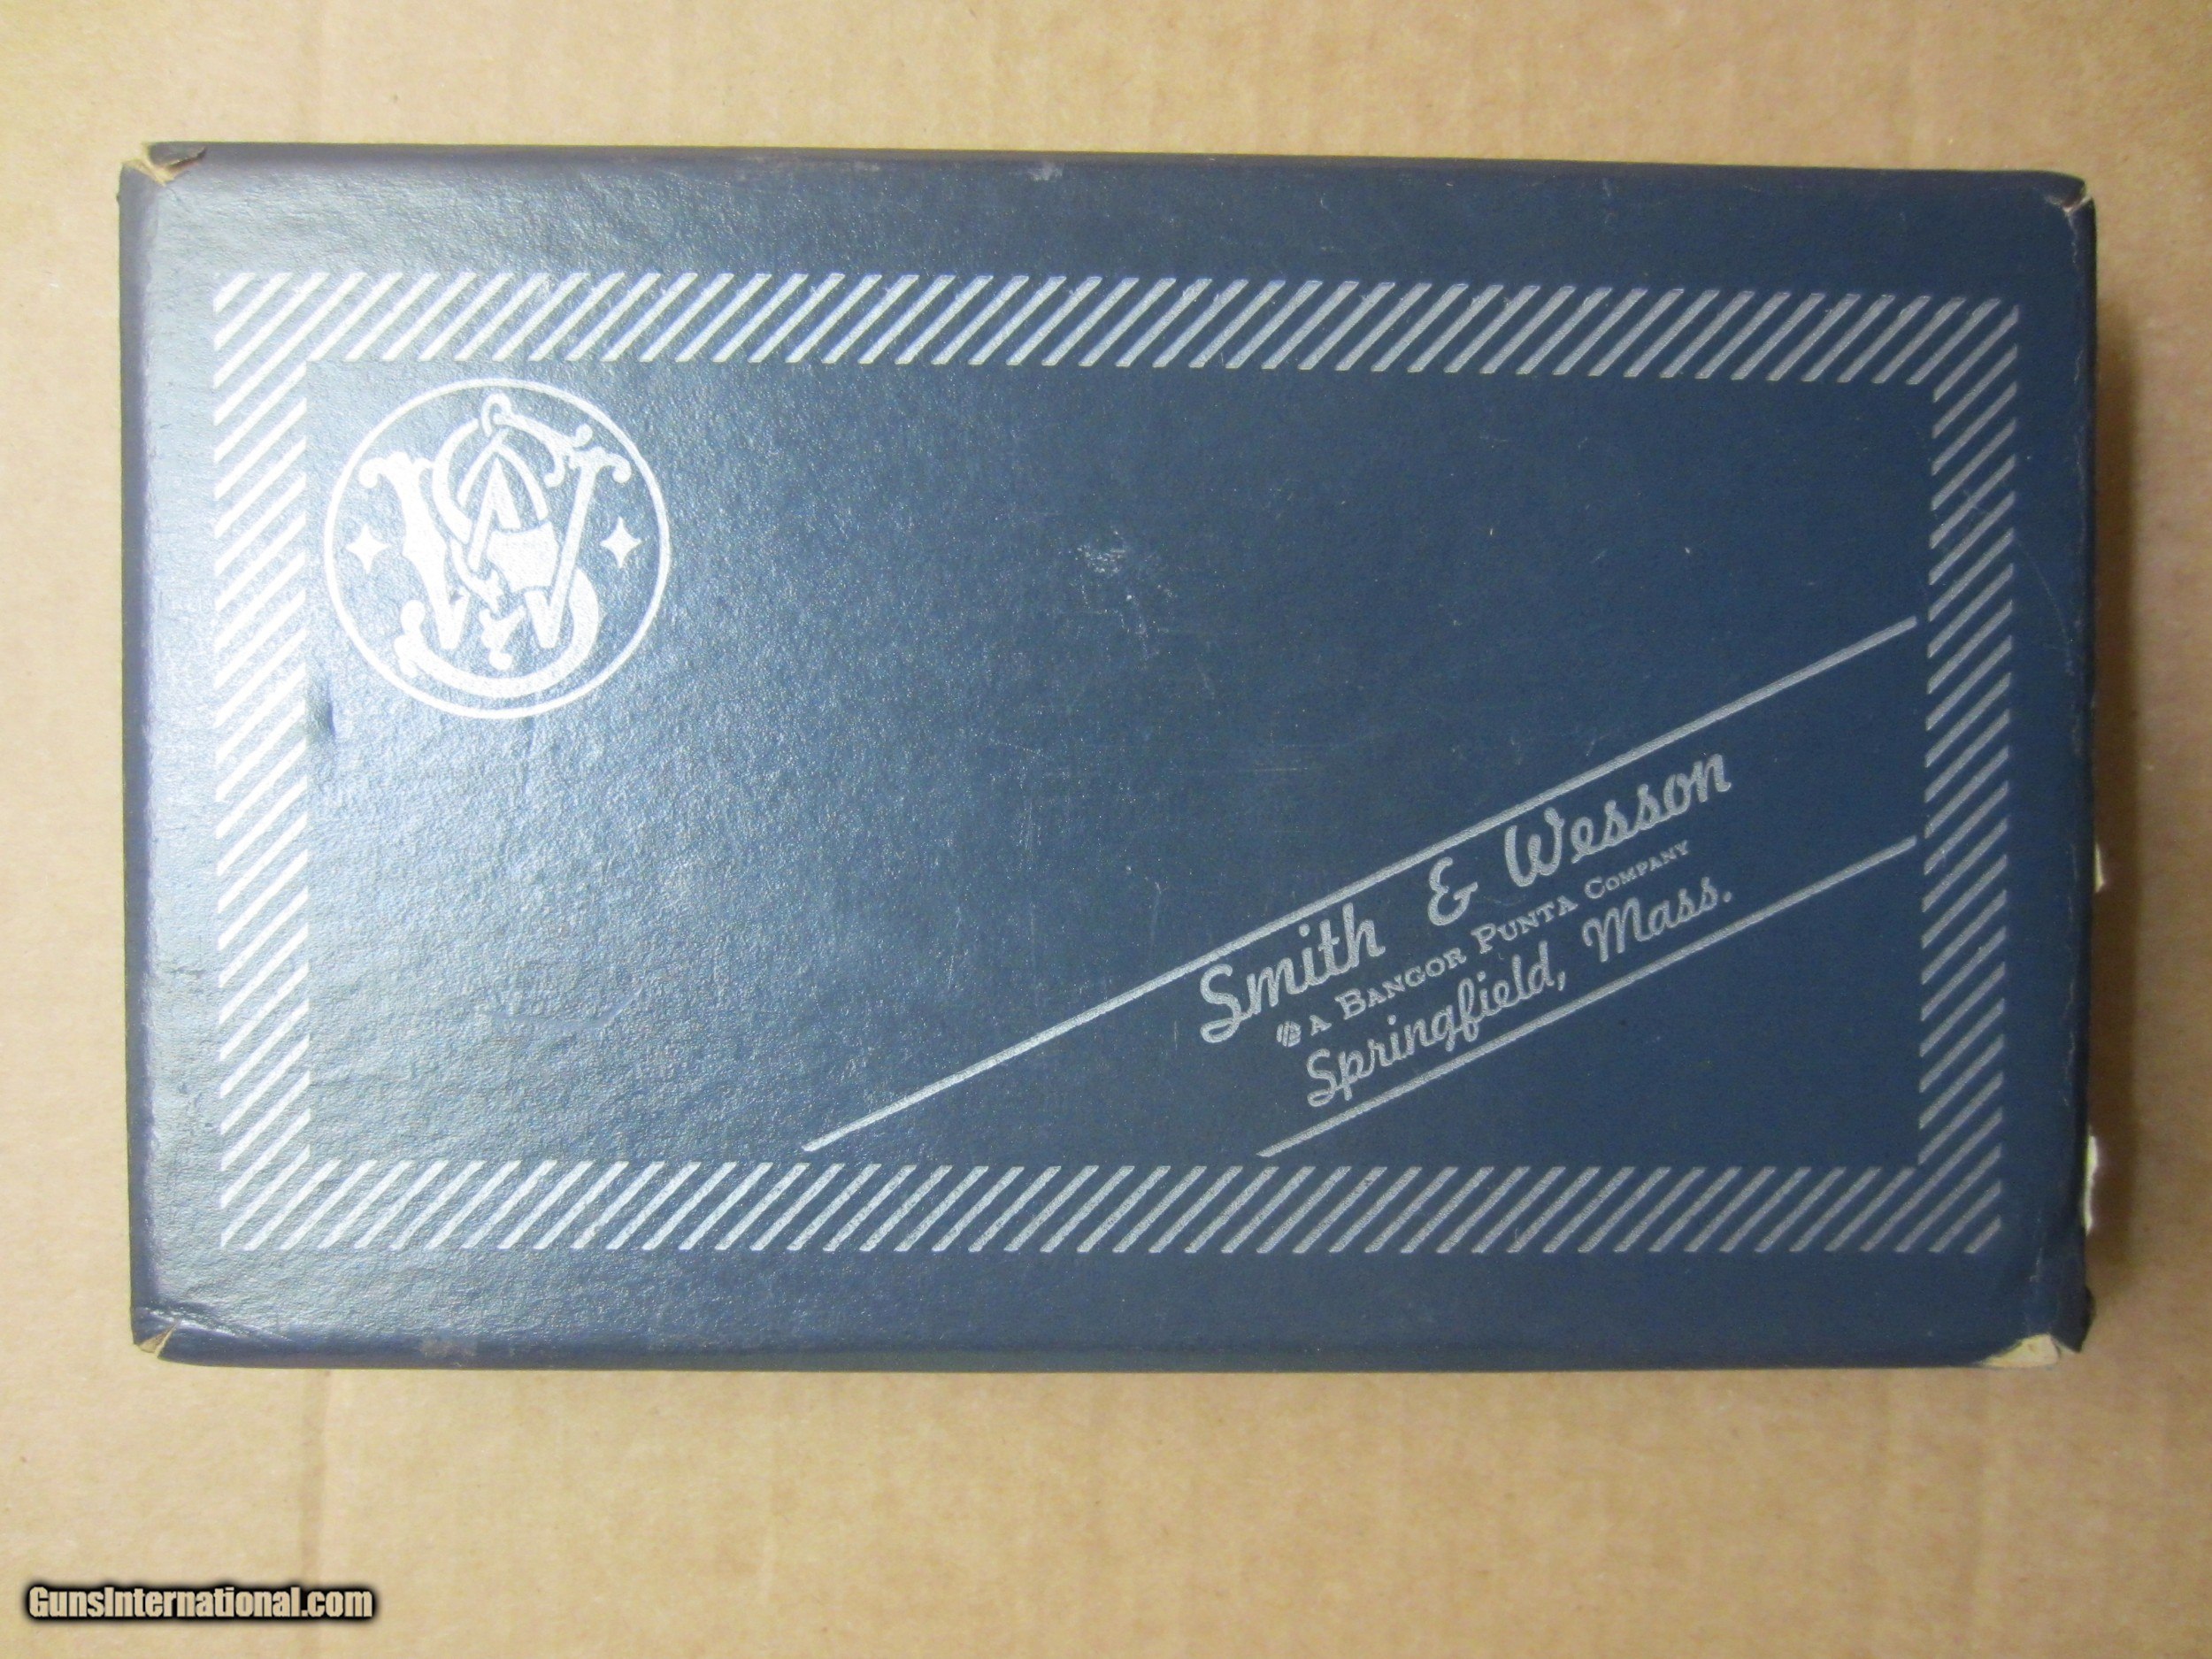 S&W
Smith & Wesson
A BANGOR PUNTA COMPANY
Springfield, Mass.
GunsInternational.com